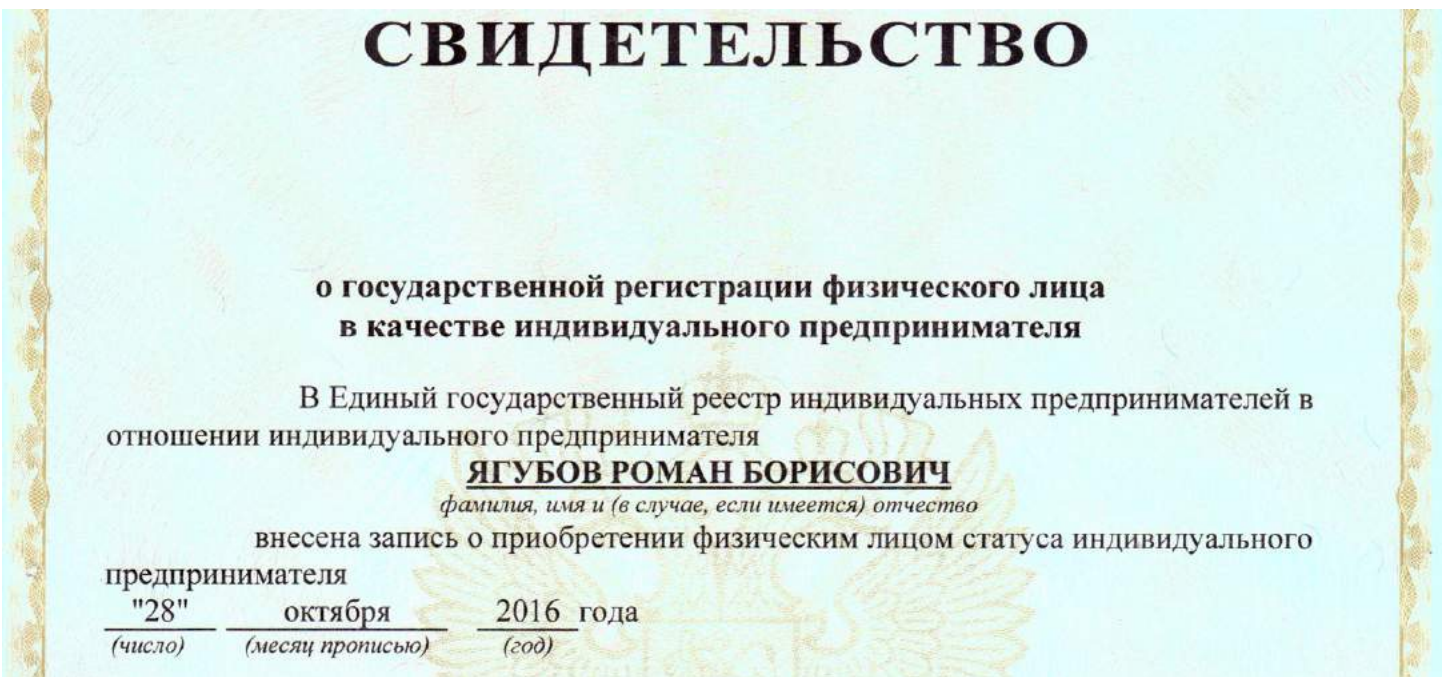 СВИДЕТЕЛЬСТВО
о государственной регистрации физического лица
в качестве индивидуального предпринимателя
В Единый государственный реестр индивидуальных предпринимателей в
отношении индивидуального предпринимателя
ЯГУБОВ РОМАН БОРИСОВИЧ
фамилия, имя и (в случае, если имеется) отчество
внесена запись о приобретении физическим лицом статуса индивидуального
предпринимателя
"28" октября 2016 года
(число) (месяц прописью) (год)